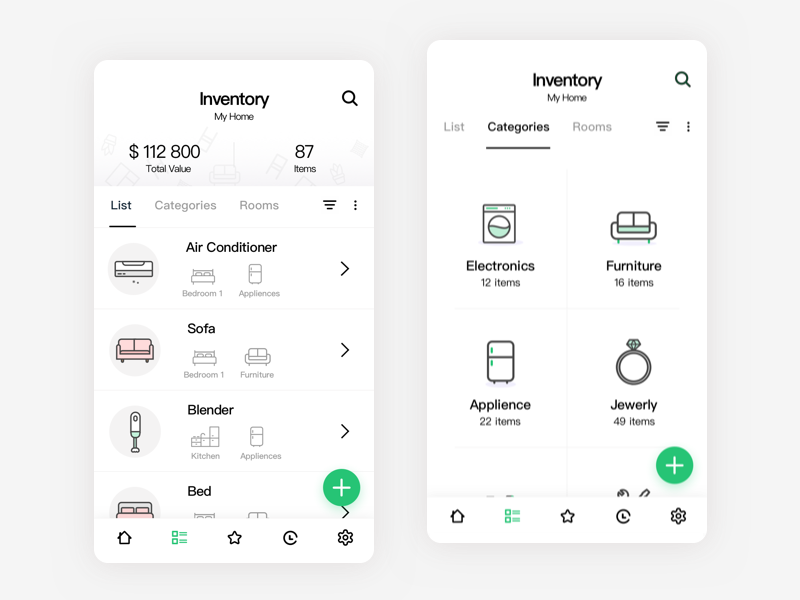 Inventory
My Home
$ 112 800
Total Value
87
Items
List
Categories
Rooms
Air Conditioner
Bedroom 1
Appliences
Sofa
Bedroom 1
Furniture
Blender
Kitchen
Appliences
Bed
Inventory
My Home
List
Categories
Rooms
Electronics
12 items
Furniture
16 items
Applience
22 items
Jewerly
49 items